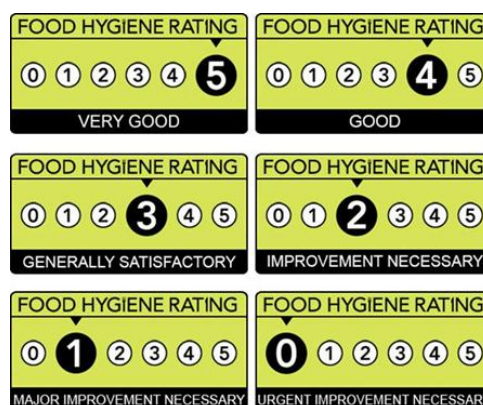 FOOD HYGIENE RATING
0 1 2 3 4 5
VERY GOOD
FOOD HYGIENE RATING
0 1 2 3 4 5
GOOD
FOOD HYGIENE RATING
0 1 2 3 4 5
GENERALLY SATISFACTORY
FOOD HYGIENE RATING
0 1 2 3 4 5
IMPROVEMENT NECESSARY
FOOD HYGIENE RATING
0 1 2 3 4 5
MAJOR IMPROVEMENT NECESSARY
FOOD HYGIENE RATING
0 1 2 3 4 5
URGENT IMPROVEMENT NECESSAR